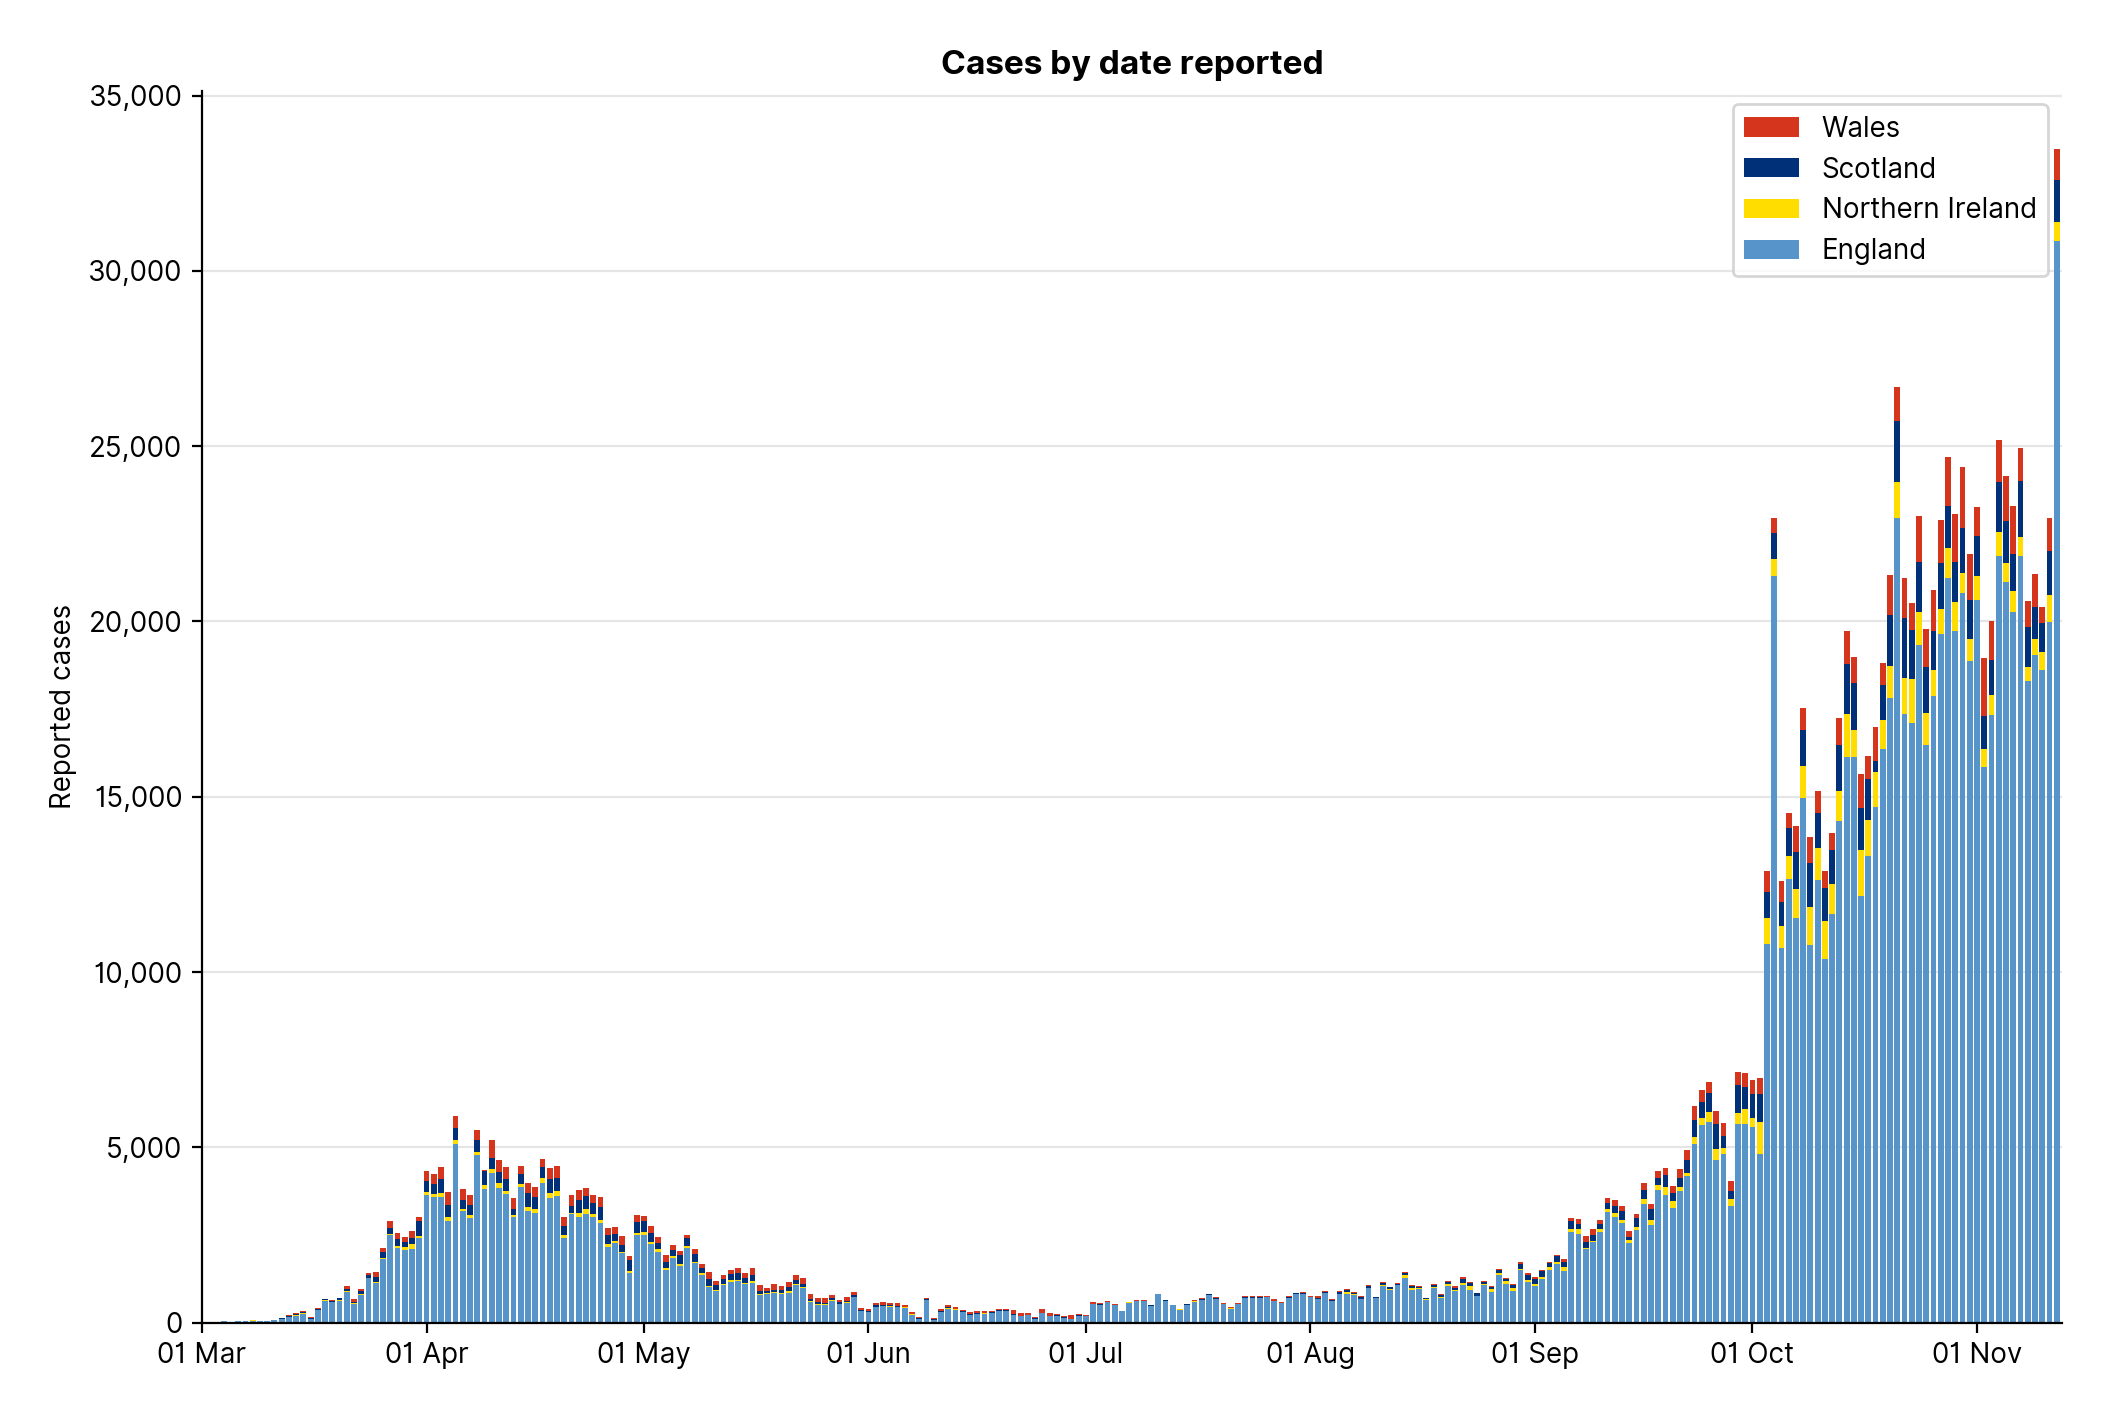 Cases by date reported
35,000
30,000
25,000
20,000
15,000
10,000
5,000
0
Reported cases
Wales
Scotland
Northern Ireland
England
01 Mar
01 Apr
01 May
01 Jun
01 Jul
01 Aug
01 Sep
01 Oct
01 Nov